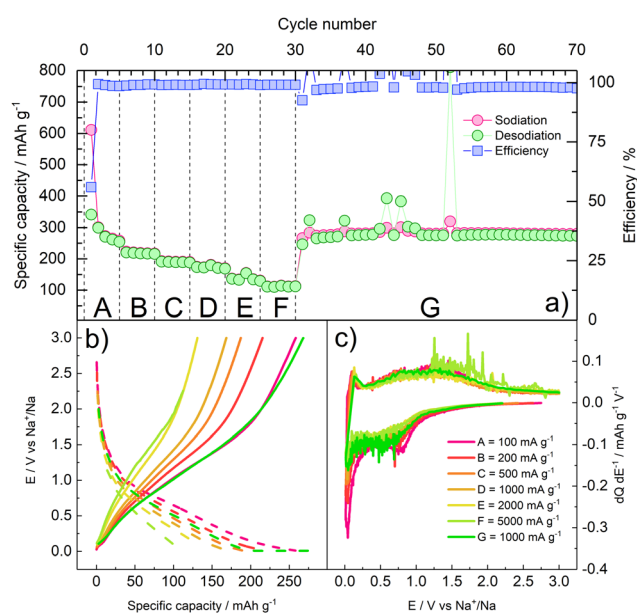 Cycle number
0 10 20 30 40 50 60 70
800
700
600
500
400
300
200
100
Specific capacity / mAh g⁻¹
100
75
50
25
0
Efficiency / %
Sodiation
Desodiation
Efficiency
A B C D E F G a)
b)
3.0
2.5
2.0
1.5
1.0
0.5
0.0
E / V vs Na⁺/Na
0 50 100 150 200 250
Specific capacity / mAh g⁻¹
c)
0.1
0.0
-0.1
-0.2
-0.3
-0.4
dQ dE⁻¹ / mAh g⁻¹ V⁻¹
A = 100 mA g⁻¹
B = 200 mA g⁻¹
C = 500 mA g⁻¹
D = 1000 mA g⁻¹
E = 2000 mA g⁻¹
F = 5000 mA g⁻¹
G = 1000 mA g⁻¹
0.0 0.5 1.0 1.5 2.0 2.5 3.0
E / V vs Na⁺/Na